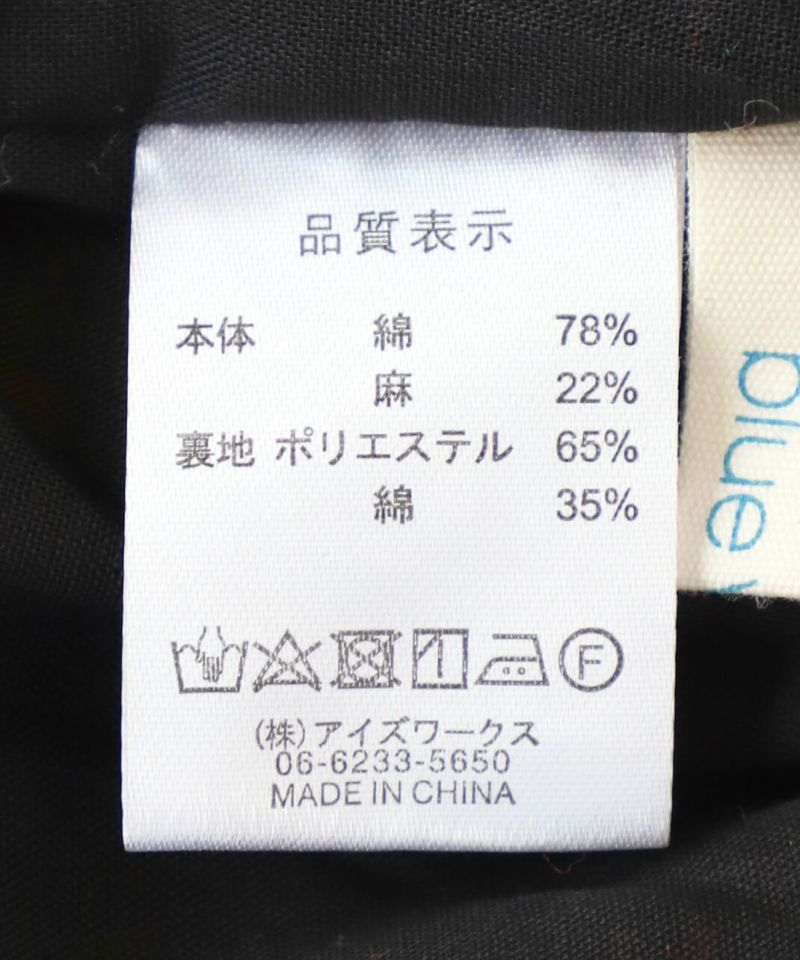 品質表示
本体 綿 78%
麻 22%
裏地 ポリエステル 65%
綿 35%
F
(株)アイズワークス
06-6233-5650
MADE IN CHINA
blue